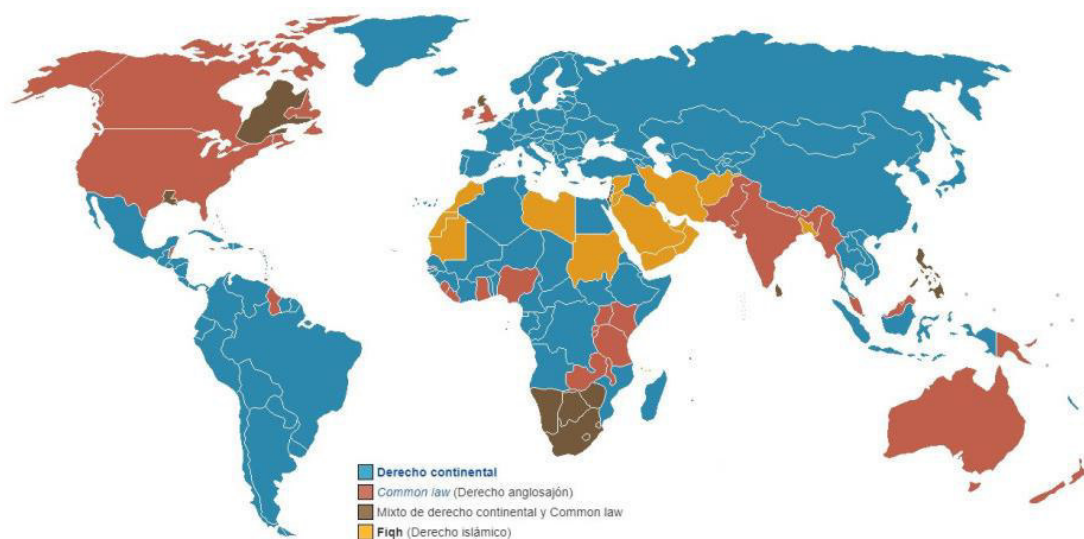 Derecho continental
Common law (Derecho anglosajón)
Mixto de derecho continental y Common law
Fiqh (Derecho islámico)